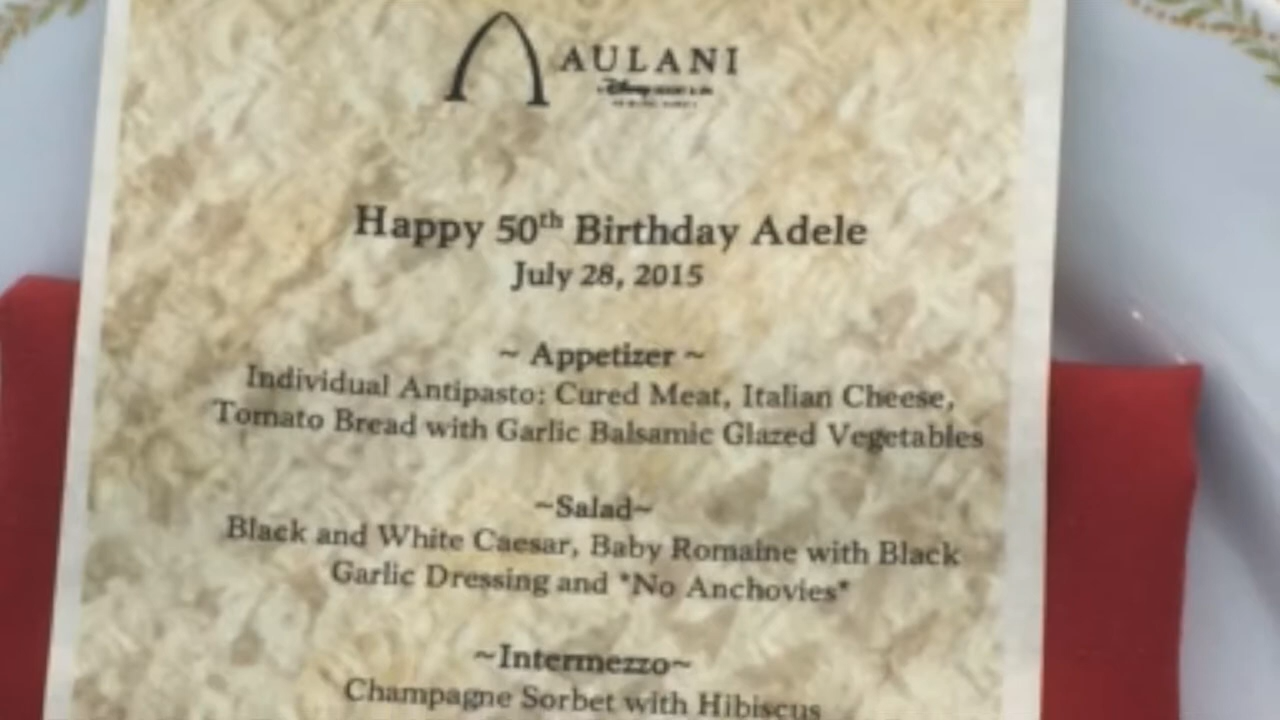 AULANI
Disney
Happy 50th Birthday Adele
July 28, 2015
~ Appetizer ~
Individual Antipasto: Cured Meat, Italian Cheese,
Tomato Bread with Garlic Balsamic Glazed Vegetables
~Salad~
Black and White Caesar, Baby Romaine with Black
Garlic Dressing and *No Anchovies*
~Intermezzo~
Champagne Sorbet with Hibiscus